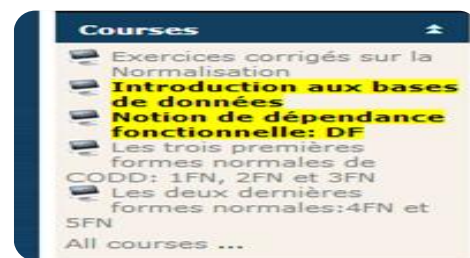 Courses
Exercices corrigés sur la
Normalisation
Introduction aux bases
de données
Notion de dépendance
fonctionnelle: DF
Les trois premières
formes normales de
CODD: 1FN, 2FN et 3FN
Les deux dernières
formes normales:4FN et
5FN
All courses ...